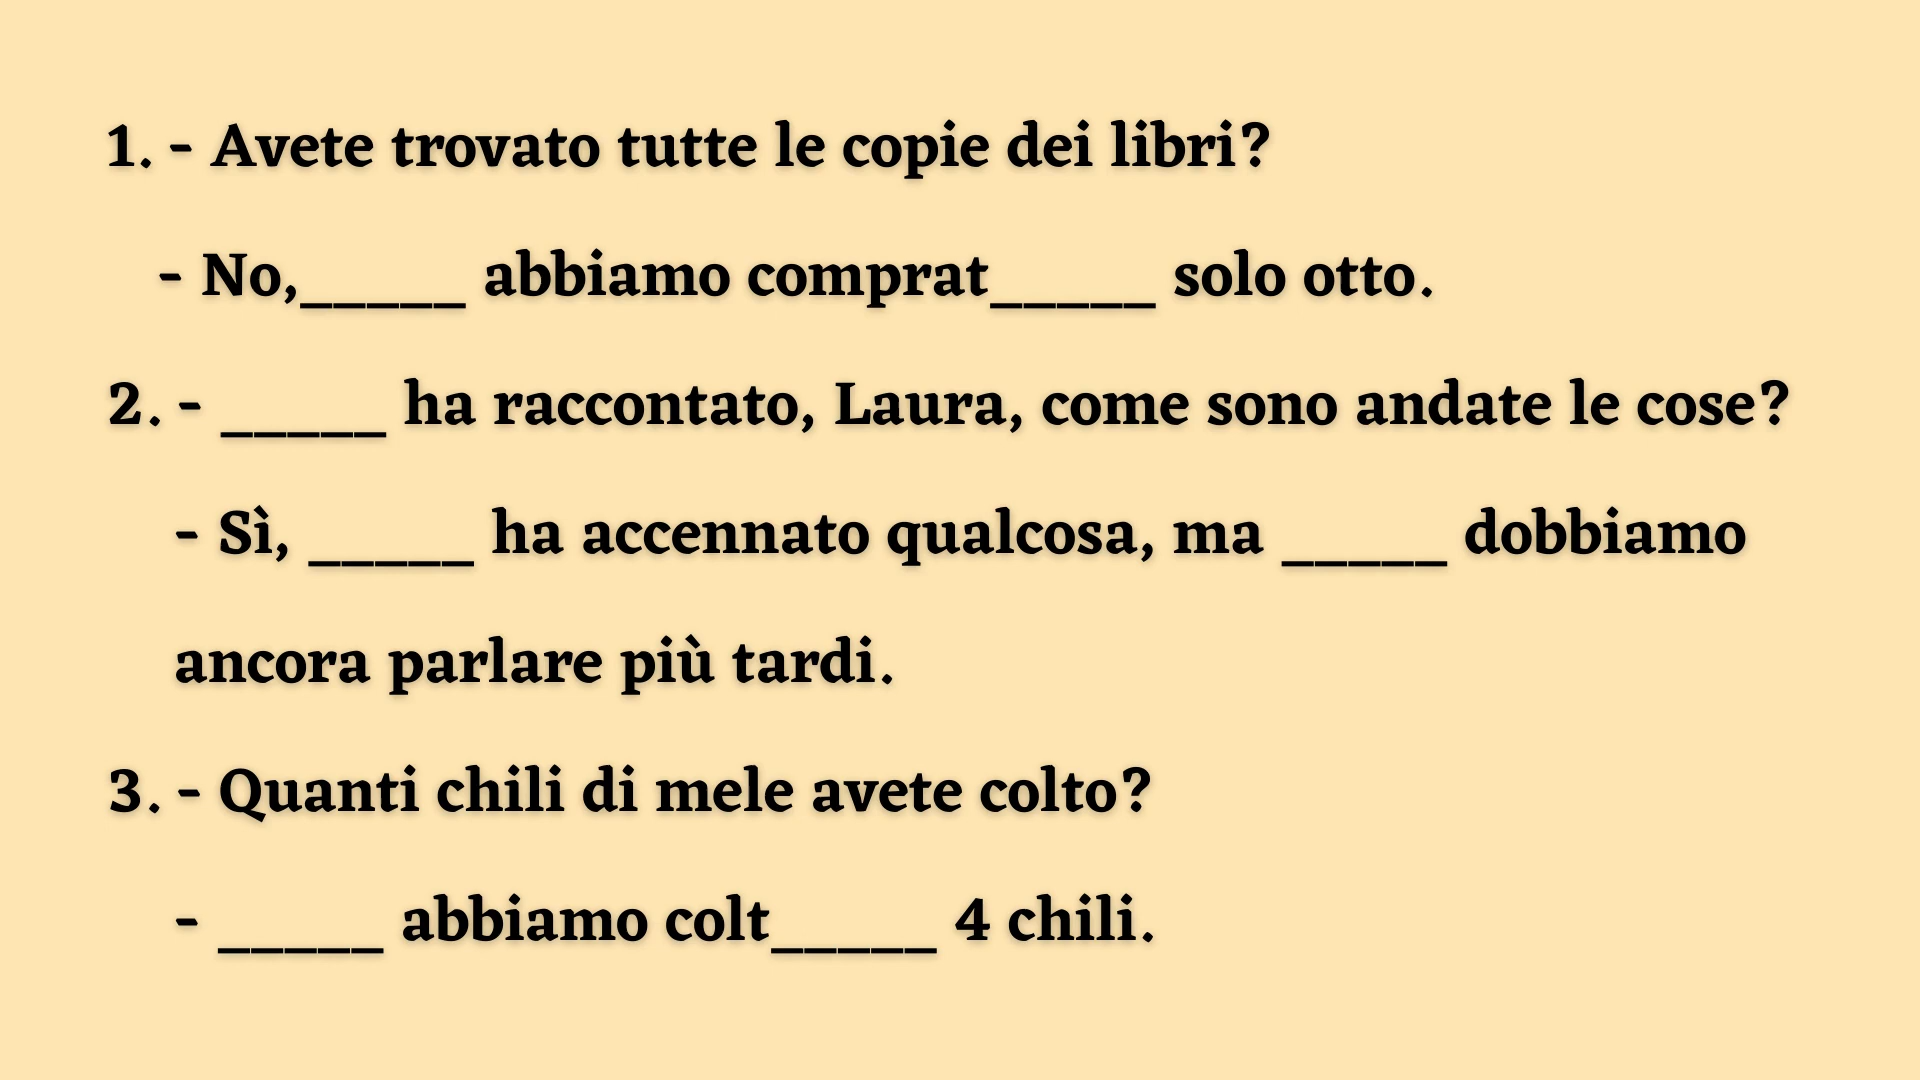 1. - Avete trovato tutte le copie dei libri?
- No,_____ abbiamo comprat_____ solo otto.
2. - _____ ha raccontato, Laura, come sono andate le cose?
- Sì, _____ ha accennato qualcosa, ma _____ dobbiamo
ancora parlare più tardi.
3. - Quanti chili di mele avete colto?
- _____ abbiamo colt_____ 4 chili.